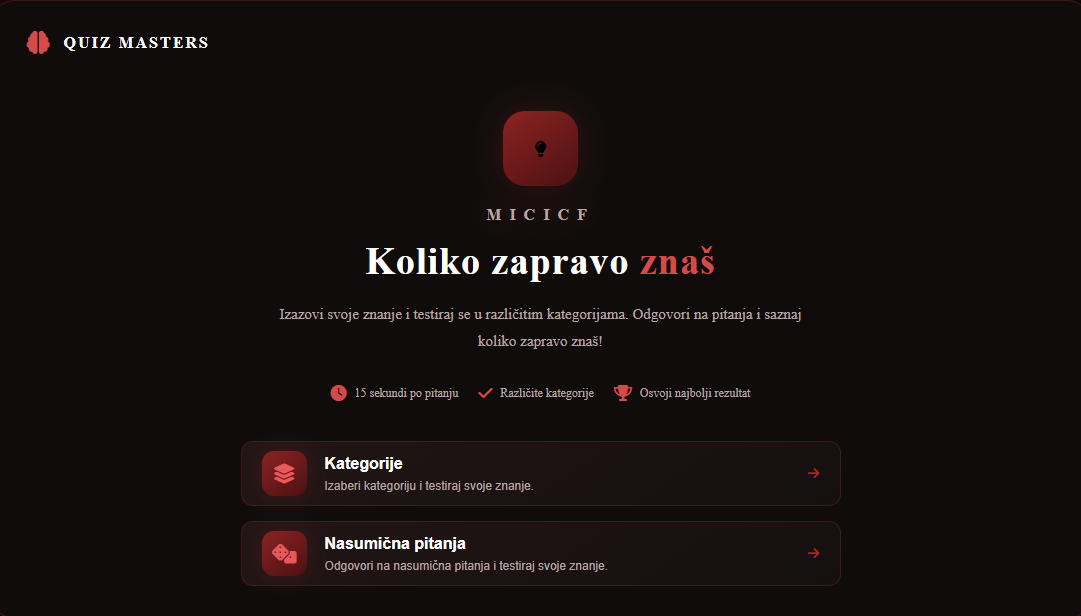 QUIZ MASTERS
MICICF
Koliko zapravo znaš
Izazovi svoje znanje i testiraj se u različitim kategorijama. Odgovori na pitanja i saznaj
koliko zapravo znaš!
15 sekundi po pitanju Različite kategorije Osvoji najbolji rezultat
Kategorije
Izaberi kategoriju i testiraj svoje znanje.
Nasumična pitanja
Odgovori na nasumična pitanja i testiraj svoje znanje.